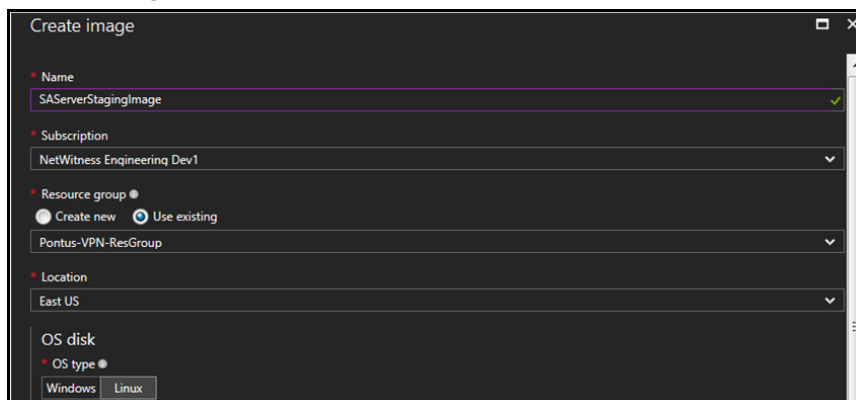 Create image
* Name
SAServerStagingImage
* Subscription
NetWitness Engineering Dev1
* Resource group
Create new Use existing
Pontus-VPN-ResGroup
* Location
East US
OS disk
* OS type
Windows Linux